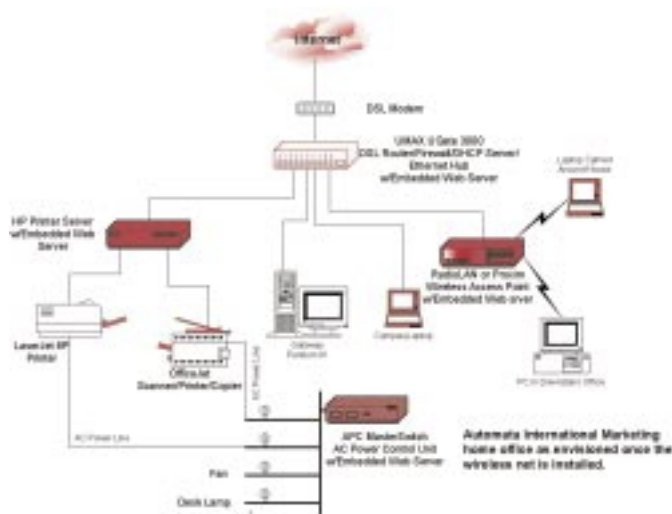 Internet
DSL Modem
UMAX UGate 3000
DSL Router/Firewall/DHCP Server/
Ethernet Hub
w/Embedded Web Server
Laptop Carried
Around House
HP Printer Server
w/Embedded Web
Server
RadioLAN or Proxim
Wireless Access Point
w/Embedded Web
LaserJet
Printer
OfficeJet
Scanner/Printer/Copier
Gateway
Compaq Laptop
PC in Downstairs Office
AC Power Line
AC Power Line
APC MasterSwitch
AC Power Control Unit
w/Embedded Web Server
Fan
Desk Lamp
Automata International Marketing
home office as envisioned once the
wireless net is installed.